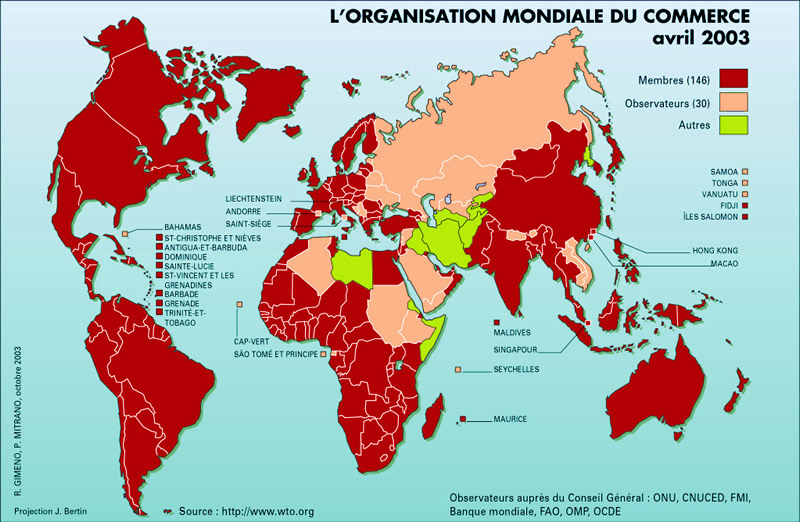 L'ORGANISATION MONDIALE DU COMMERCE
avril 2003
Membres (146)
Observateurs (30)
Autres
SAMOA
TONGA
VANUATU
FIDJI
ÎLES SALOMON
LIECHTENSTEIN
ANDORRE
SAINT-SIÈGE
BAHAMAS
ST-CHRISTOPHE ET NIÉVES
ANTIGUA-ET-BARBUDA
DOMINIQUE
SAINTE-LUCIE
ST-VINCENT ET LES
GRENADINES
BARBADE
GRENADE
TRINITÉ-ET-
TOBAGO
HONG KONG
MACAO
CAP-VERT
SÃO TOMÉ ET PRINCIPE
MALDIVES
SINGAPOUR
SEYCHELLES
MAURICE
R. GIMENO, P. MITRANO, octobre 2003
Projection J. Bertin
Source : http://www.wto.org
Observateurs auprès du Conseil Général : ONU, CNUCED, FMI,
Banque mondiale, FAO, OMP, OCDE